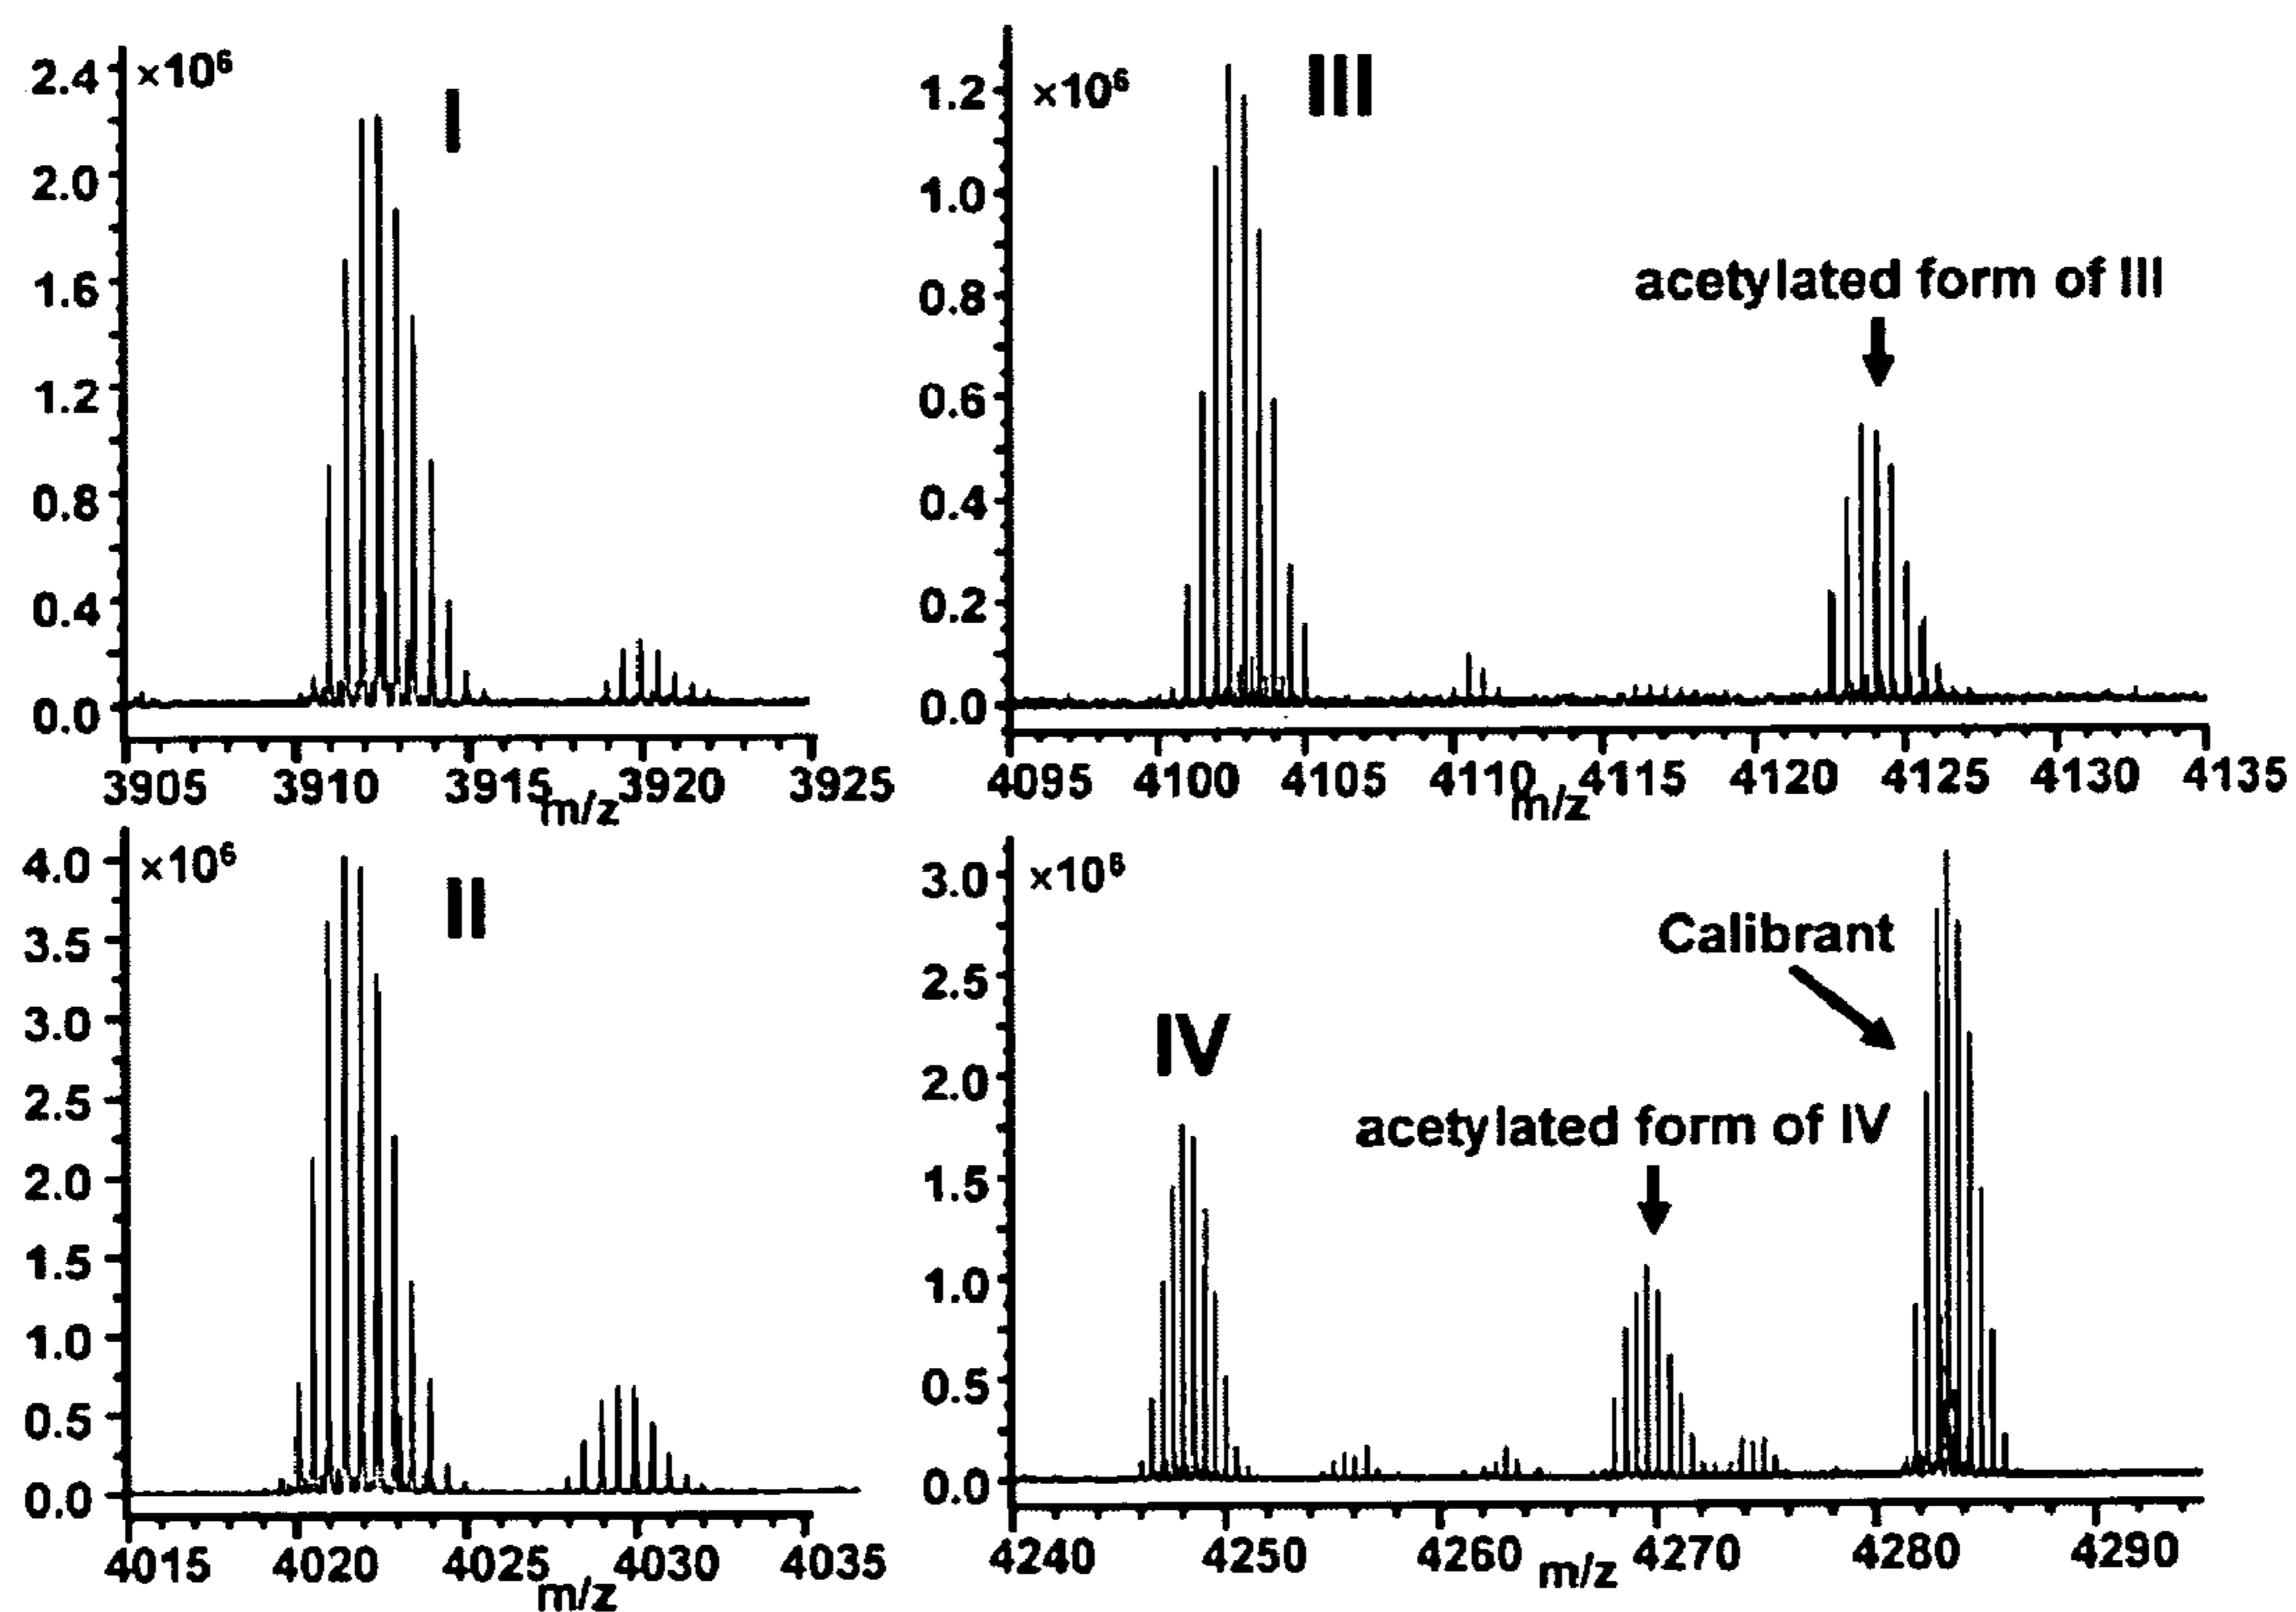 2.4 ×10⁶
I
2.0
1.6
1.2
0.8
0.4
0.0
3905 3910 3915 3920 3925
m/z
1.2 ×10⁶
III
1.0
0.8
acetylated form of III
0.6
0.4
0.2
0.0
4095 4100 4105 4110 4115 4120 4125 4130 4135
m/z
4.0 ×10⁶
II
3.5
3.0
2.5
2.0
1.5
1.0
0.5
0.0
4015 4020 4025 4030 4035
m/z
3.0 ×10⁶
Calibrant
2.5
IV
2.0
acetylated form of IV
1.5
1.0
0.5
0.0
4240 4250 4260 4270 4280 4290
m/z